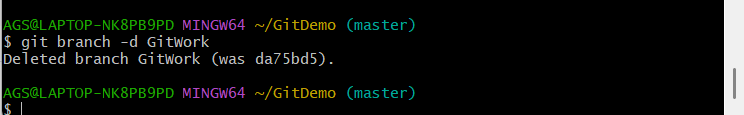 AGS@LAPTOP-NK8PB9PD MINGW64 ~/GitDemo (master)
$ git branch -d GitWork
Deleted branch GitWork (was da75bd5).
AGS@LAPTOP-NK8PB9PD MINGW64 ~/GitDemo (master)
$